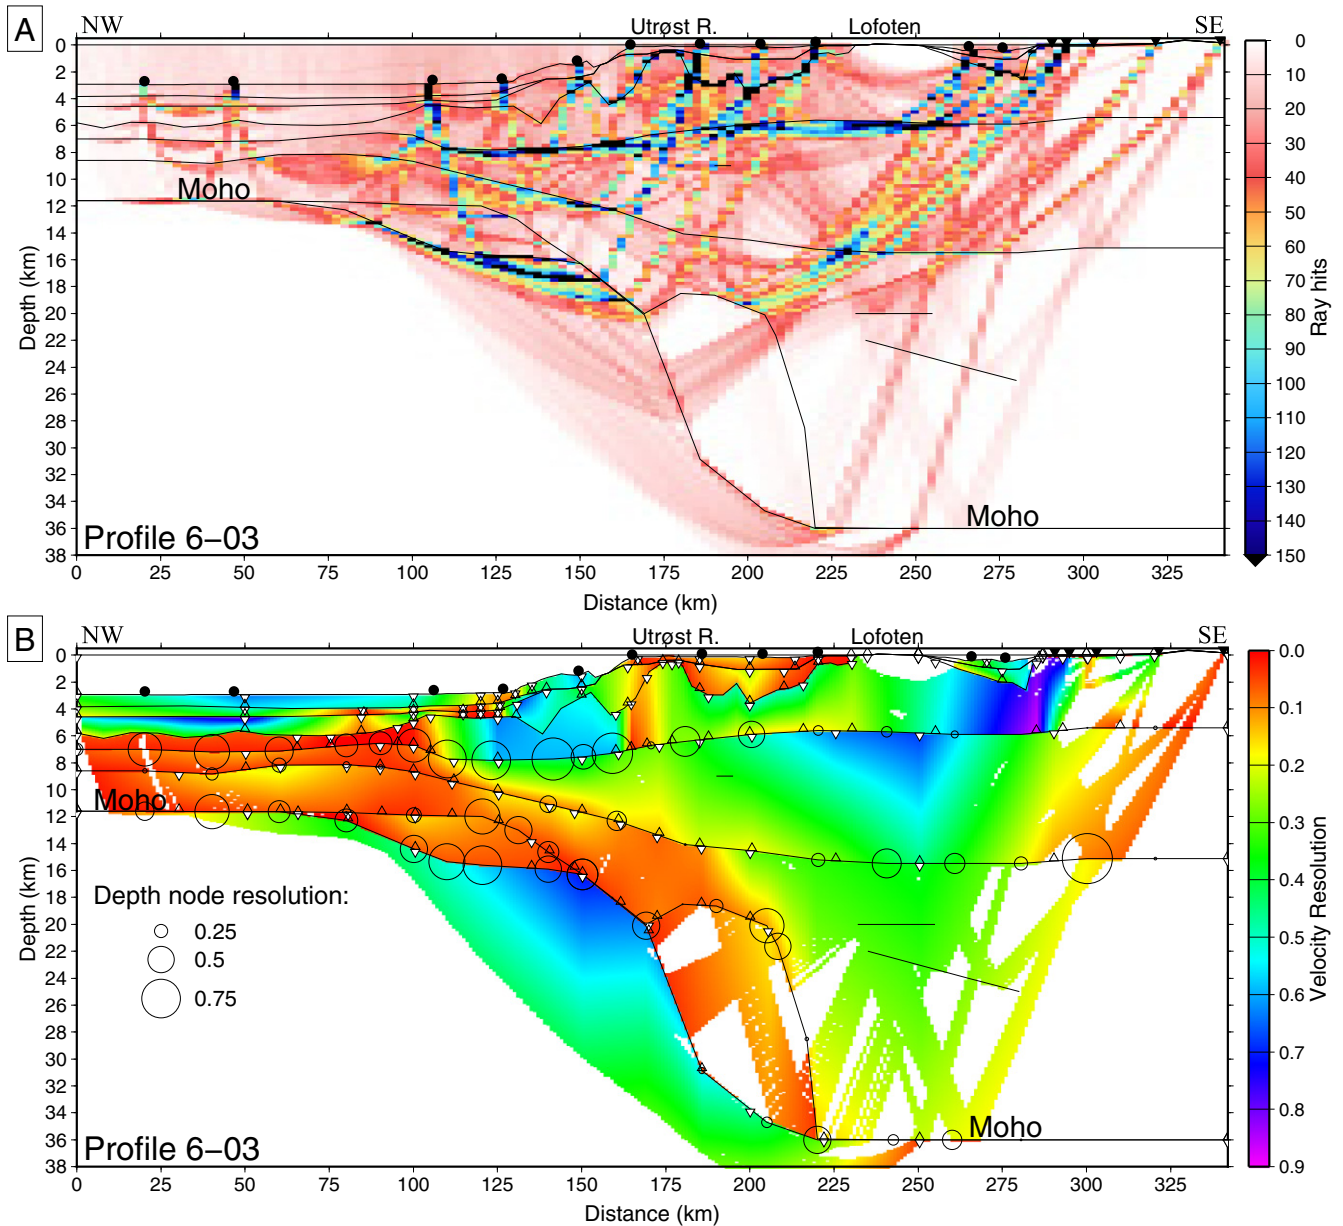 A
NW
Utrøst R.
Lofoten
SE
0
2
4
6
8
10
12
14
16
18
20
22
24
26
28
30
32
34
36
38
Depth (km)
Moho
Moho
Profile 6–03
0 25 50 75 100 125 150 175 200 225 250 275 300 325
Distance (km)
0
10
20
30
40
50
60
70
80
90
100
110
120
130
140
150
Ray hits
B
NW
Utrøst R.
Lofoten
SE
0
2
4
6
8
10
12
14
16
18
20
22
24
26
28
30
32
34
36
38
Depth (km)
Moho
Depth node resolution:
0.25
0.5
0.75
Moho
Profile 6–03
0 25 50 75 100 125 150 175 200 225 250 275 300 325
Distance (km)
0.0
0.1
0.2
0.3
0.4
0.5
0.6
0.7
0.8
0.9
Velocity Resolution